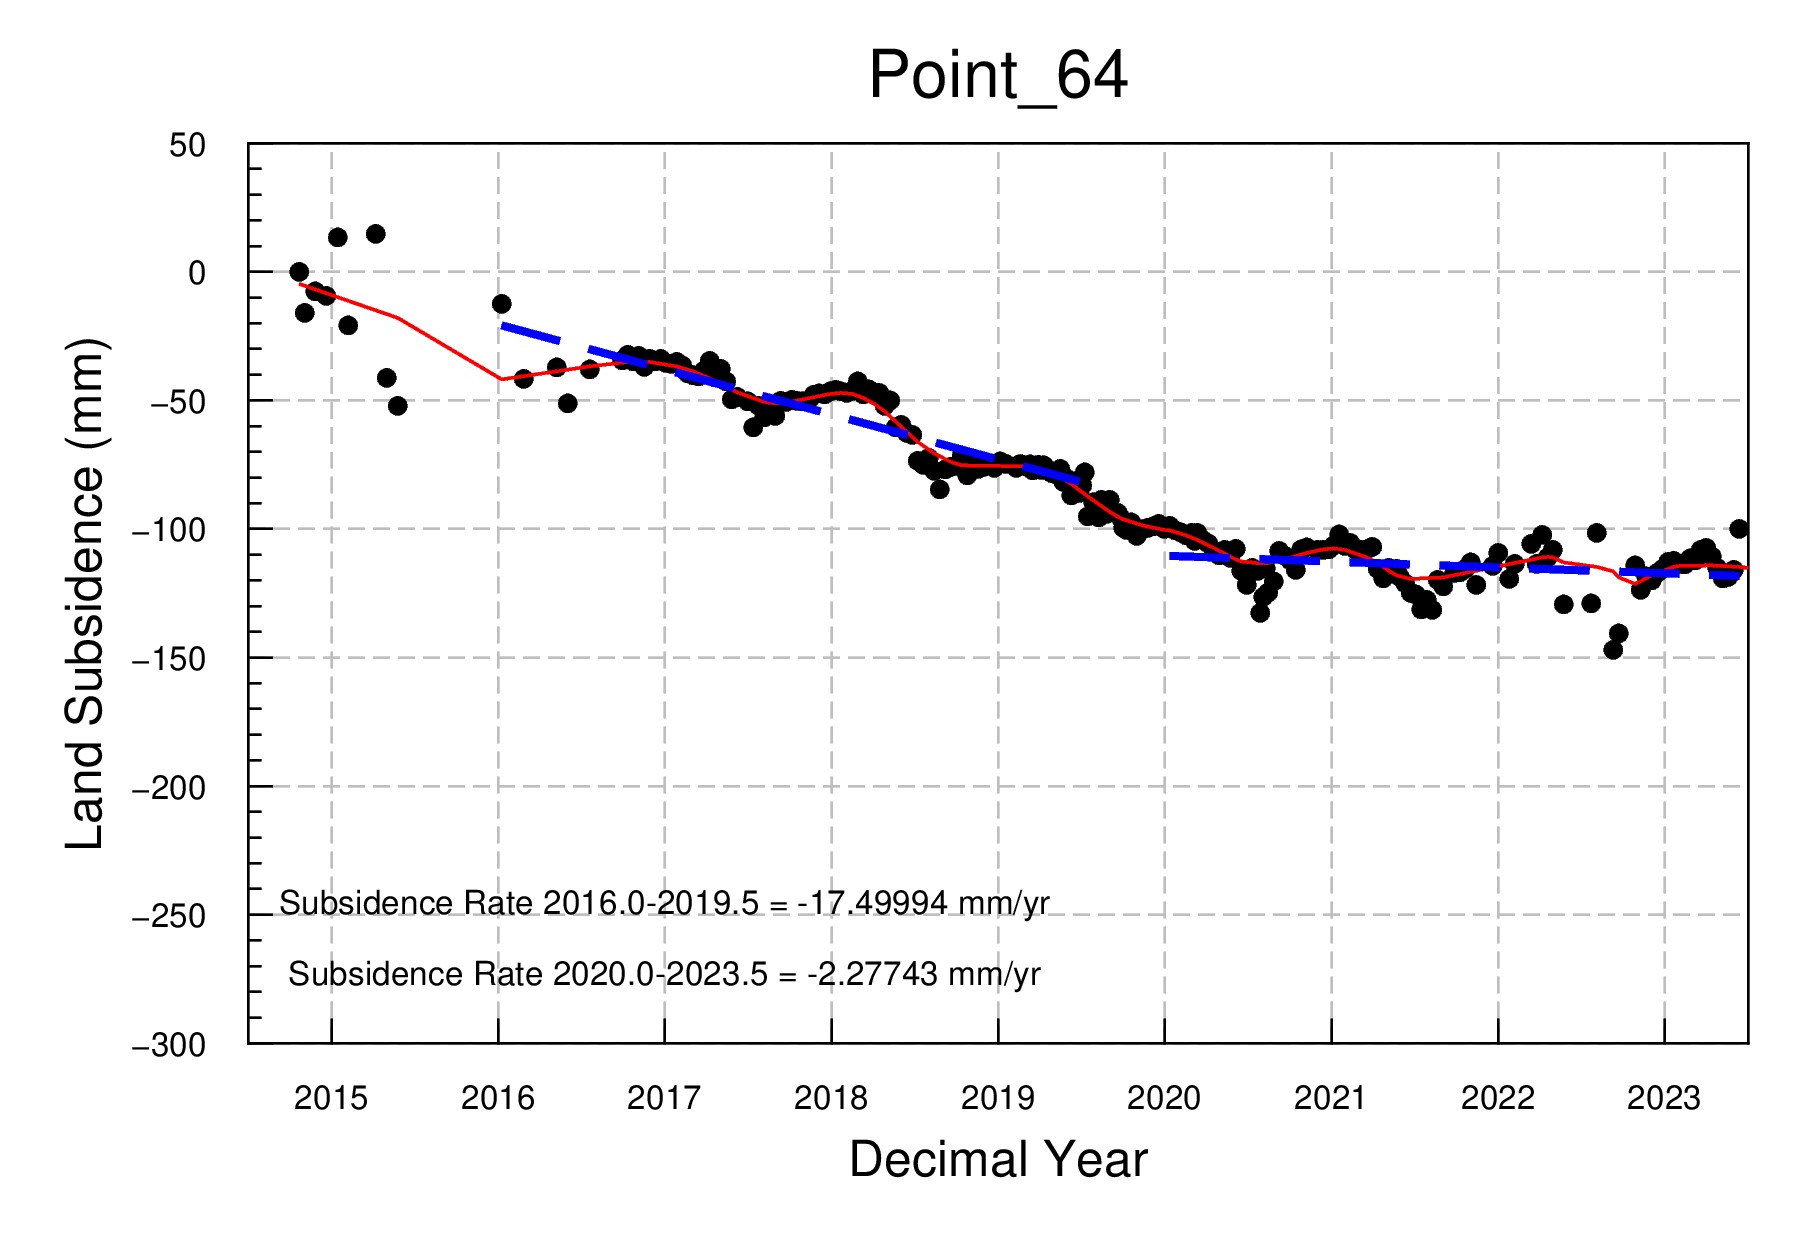 Point_64
50
0
−50
−100
−150
−200
−250
−300
Land Subsidence (mm)
Subsidence Rate 2016.0-2019.5 = -17.49994 mm/yr
Subsidence Rate 2020.0-2023.5 = -2.27743 mm/yr
2015 2016 2017 2018 2019 2020 2021 2022 2023
Decimal Year